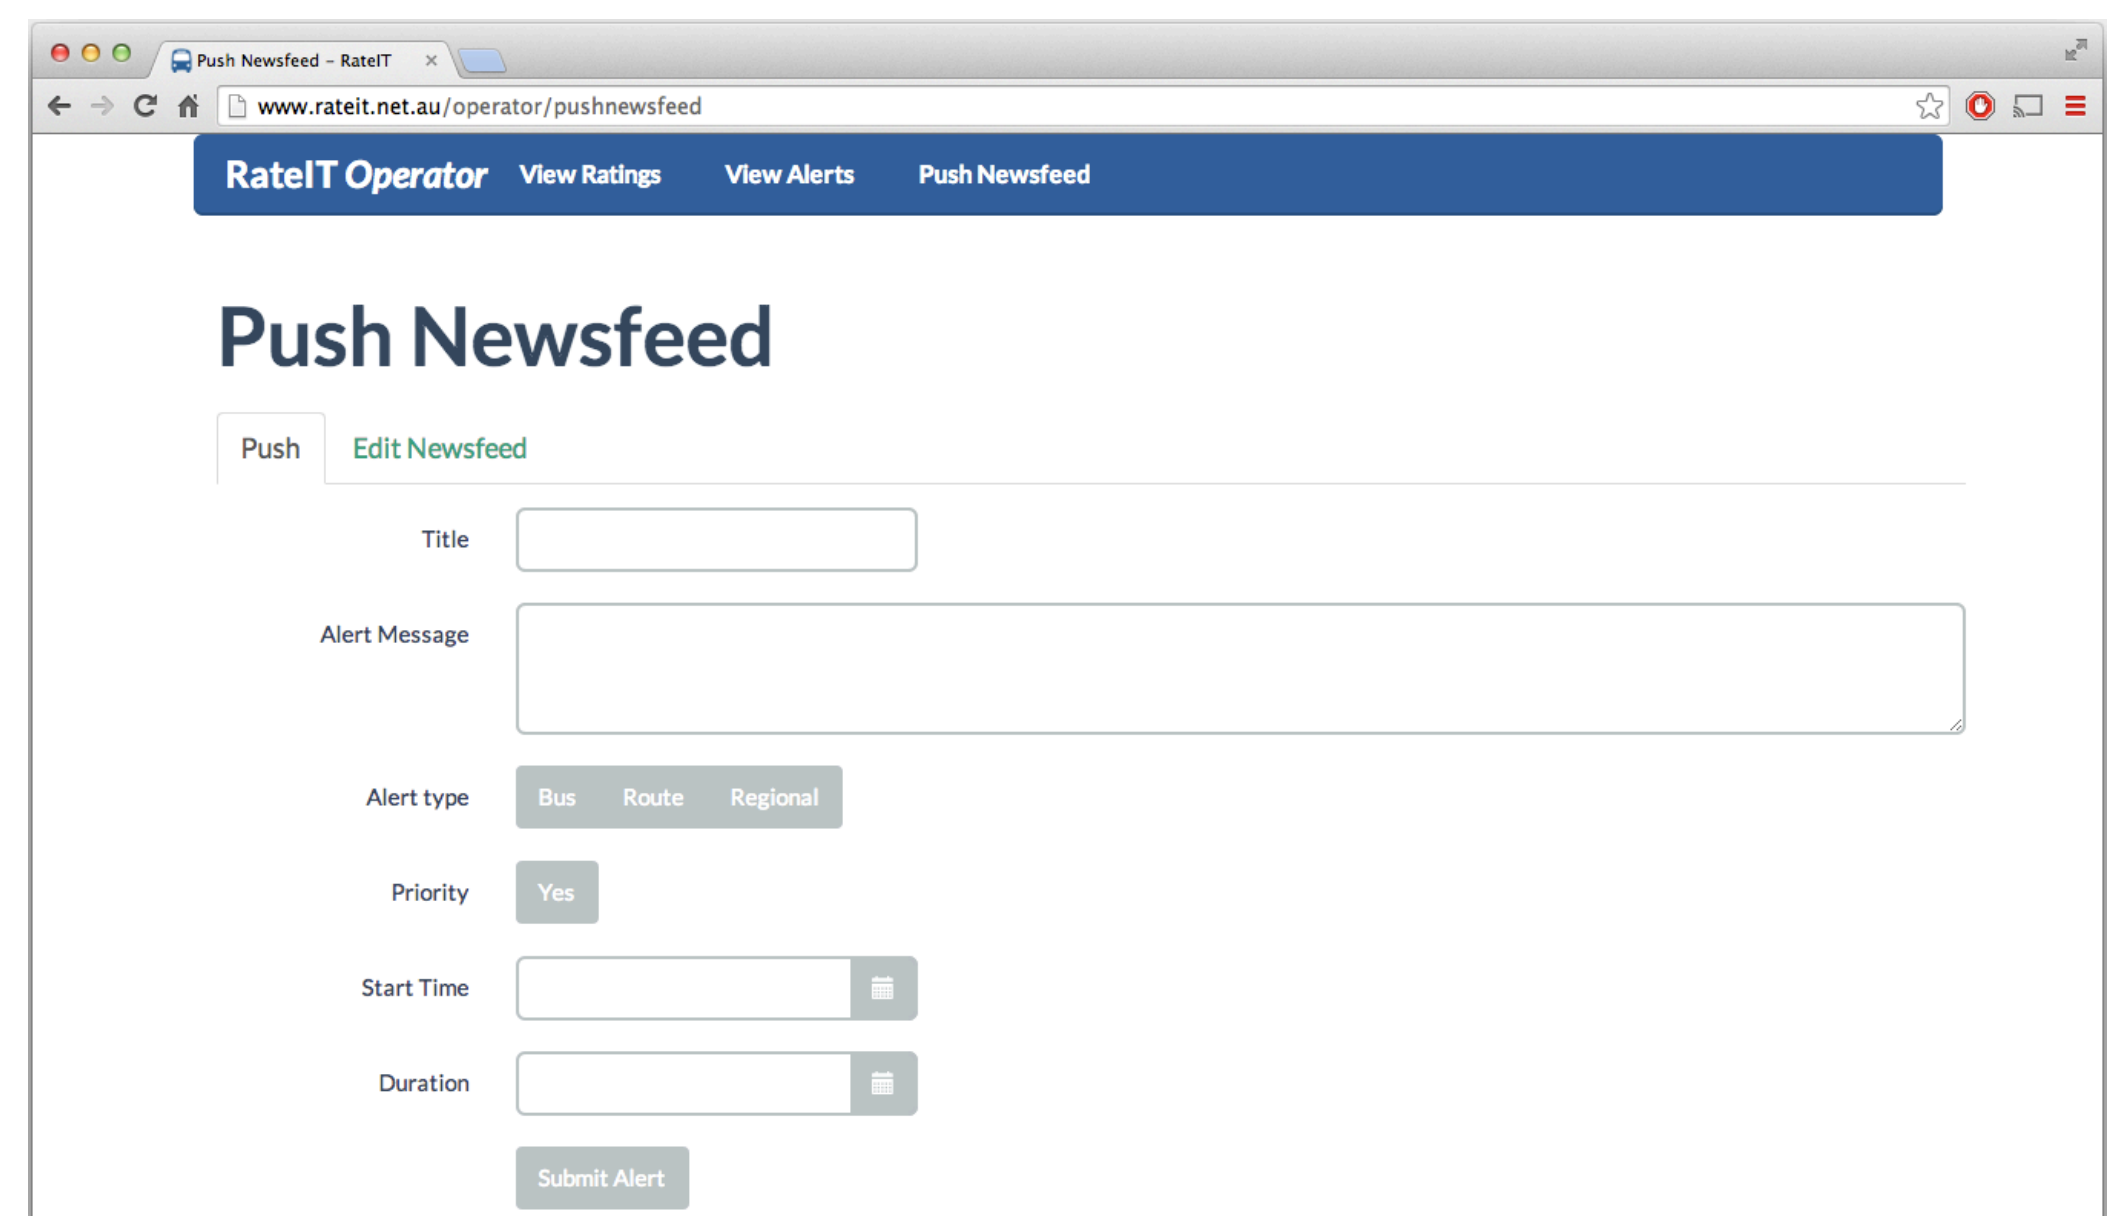 Push Newsfeed – RateIT
www.rateit.net.au/operator/pushnewsfeed
RateIT Operator View Ratings View Alerts Push Newsfeed
Push Newsfeed
Push Edit Newsfeed
Title
Alert Message
Alert type Bus Route Regional
Priority Yes
Start Time
Duration
Submit Alert